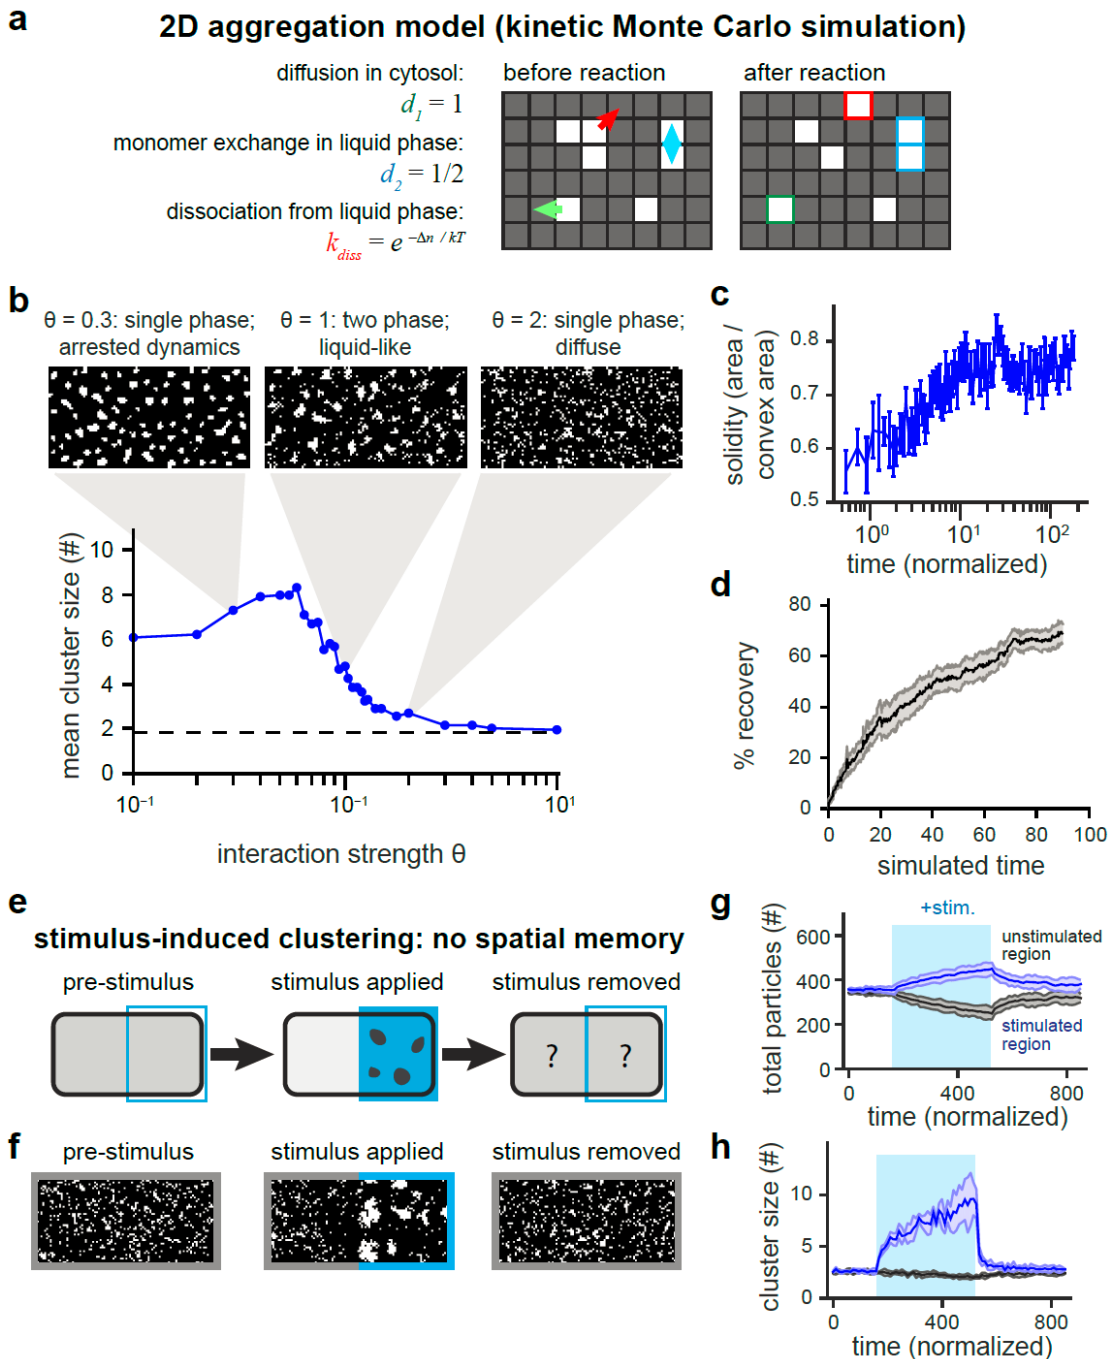 a
2D aggregation model (kinetic Monte Carlo simulation)
diffusion in cytosol:
d₁ = 1
monomer exchange in liquid phase:
d₂ = 1/2
dissociation from liquid phase:
k_diss = e^(−Δn / kT)
before reaction
after reaction
b
θ = 0.3: single phase;
arrested dynamics
θ = 1: two phase;
liquid-like
θ = 2: single phase;
diffuse
mean cluster size (#)
10
8
6
4
2
0
10⁻¹
10⁻¹
10¹
interaction strength θ
c
solidity (area /
convex area)
0.8
0.7
0.6
0.5
10⁰
10¹
10²
time (normalized)
d
% recovery
80
60
40
20
0
0
20
40
60
80
100
simulated time
e
stimulus-induced clustering: no spatial memory
pre-stimulus
stimulus applied
stimulus removed
?
?
f
pre-stimulus
stimulus applied
stimulus removed
g
+stim.
total particles (#)
600
400
200
0
unstimulated
region
stimulated
region
0
400
800
time (normalized)
h
cluster size (#)
10
5
0
0
400
800
time (normalized)